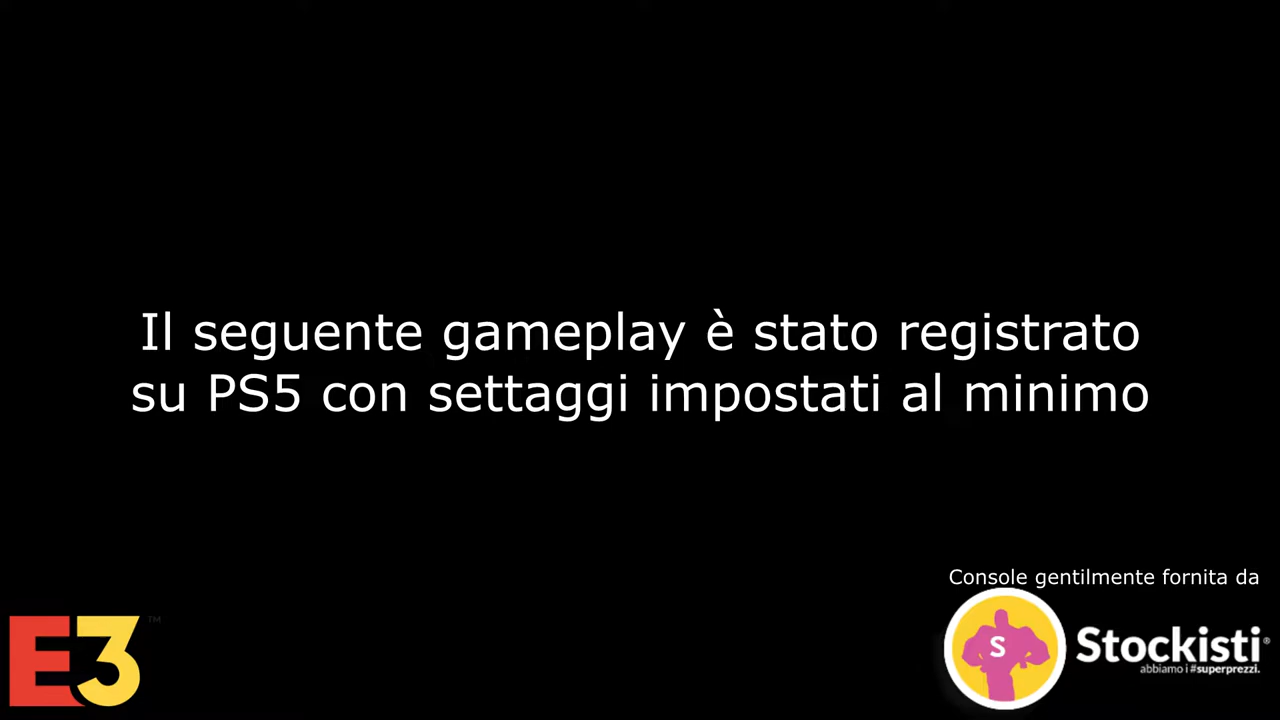 Il seguente gameplay è stato registrato
su PS5 con settaggi impostati al minimo
Console gentilmente fornita da
E3™
S
Stockisti®
abbiamo i #superprezzi.